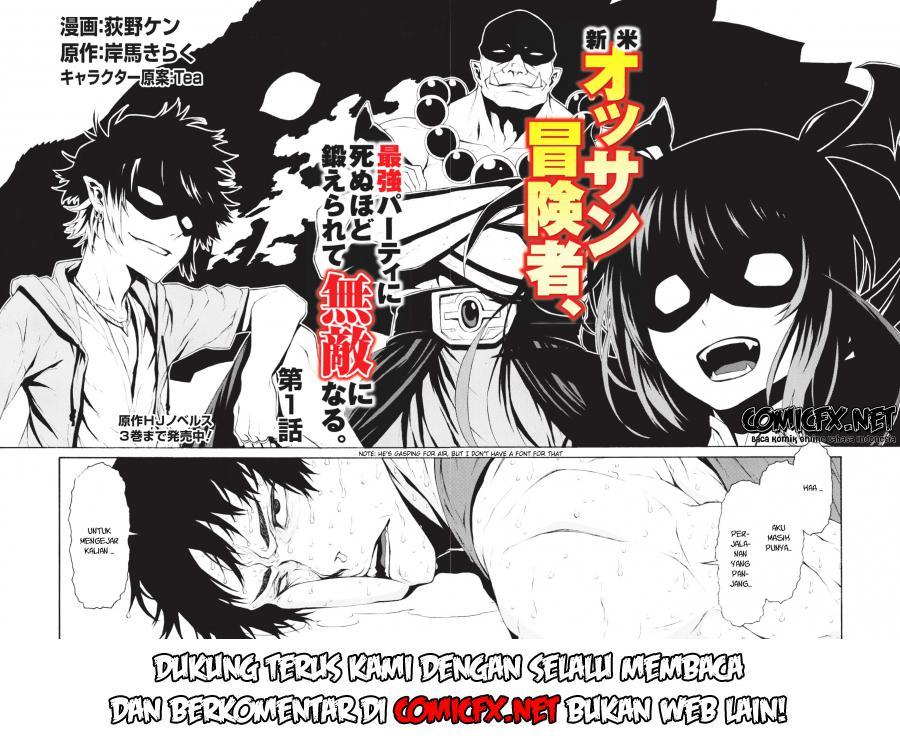 漫画:荻野ケン
原作:岸馬きらく
キャラクター原案:Tea
新米
オッサン
冒険者、
最強パーティに
死ぬほど
鍛えられて
無敵に
なる。
第1話
原作HJノベルス
3巻まで発売中!
COMICFX.NET
Baca komik online bahasa indonesia
NOTE: HE'S GASPING FOR AIR, BUT I DON'T HAVE A FONT FOR THAT
HAA...
AKU
MASIH
PUNYA...
PER-
JALA-
NAN
YANG
PAN-
JANG...
UNTUK
MENGEJAR
KALIAN...
DUKUNG TERUS KAMI DENGAN SELALU MEMBACA
DAN BERKOMENTAR DI COMICFX.NET BUKAN WEB LAIN!